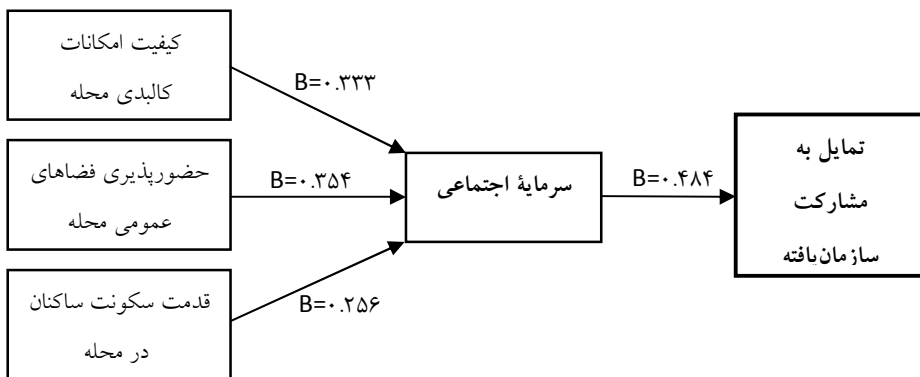 کیفیت امکانات
کالبدی محله
B=۰.۳۳۳
حضورپذیری فضاهای
عمومی محله
B=۰.۳۵۴
قدمت سکونت ساکنان
در محله
B=۰.۲۵۶
سرمایۀ اجتماعی
B=۰.۴۸۴
تمایل به
مشارکت
سازمان‌یافته